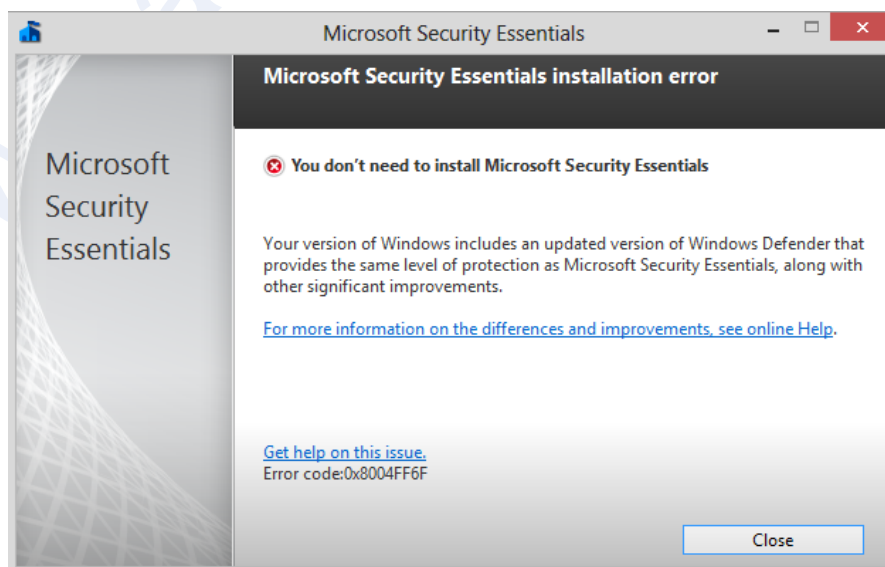 Microsoft Security Essentials
Microsoft Security Essentials installation error
Microsoft
Security
Essentials
You don't need to install Microsoft Security Essentials
Your version of Windows includes an updated version of Windows Defender that
provides the same level of protection as Microsoft Security Essentials, along with
other significant improvements.
For more information on the differences and improvements, see online Help.
Get help on this issue.
Error code:0x8004FF6F
Close